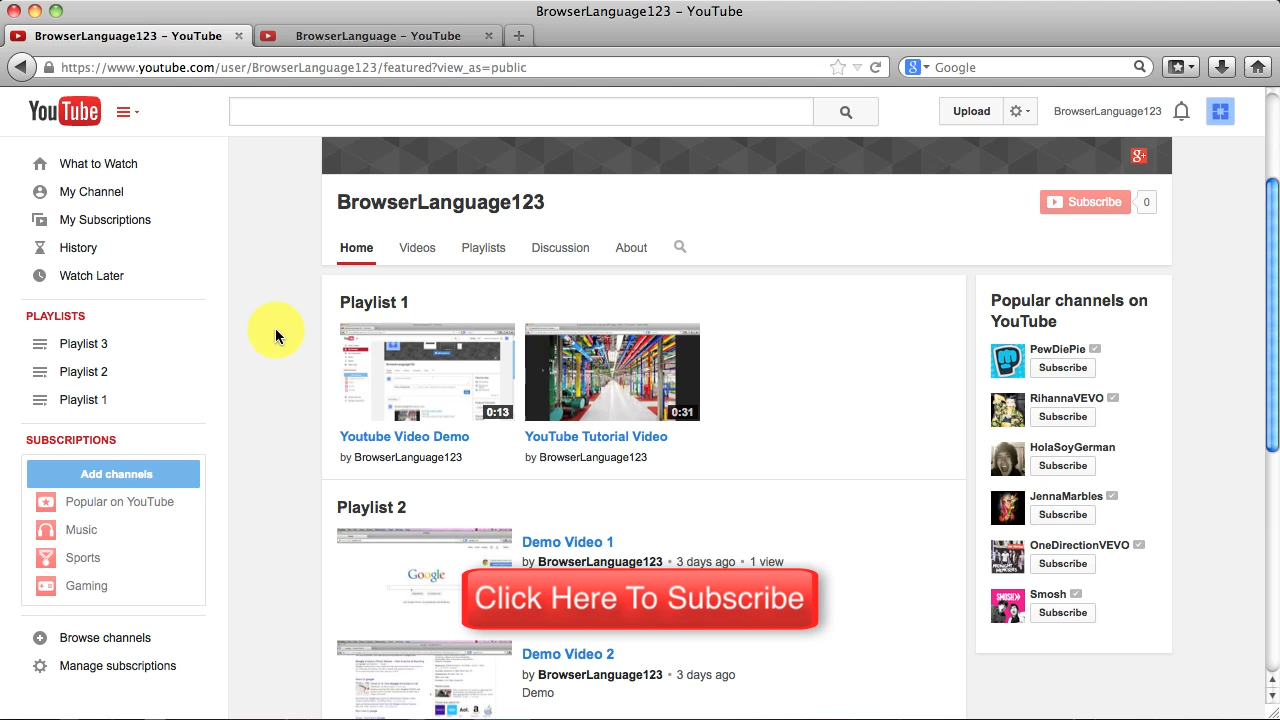 BrowserLanguage123 – YouTube
BrowserLanguage123 – YouTube
BrowserLanguage – YouTube
https://www.youtube.com/user/BrowserLanguage123/featured?view_as=public
Google
YouTube
Upload
BrowserLanguage123
What to Watch
My Channel
My Subscriptions
History
Watch Later
PLAYLISTS
Playlist 3
Playlist 2
Playlist 1
SUBSCRIPTIONS
Add channels
Popular on YouTube
Music
Sports
Gaming
Browse channels
Manage subscriptions
BrowserLanguage123
Subscribe
0
Home
Videos
Playlists
Discussion
About
Playlist 1
0:13
0:31
Youtube Video Demo
YouTube Tutorial Video
by BrowserLanguage123
by BrowserLanguage123
Playlist 2
Google
Demo Video 1
by BrowserLanguage123 • 3 days ago • 1 view
Click Here To Subscribe
Demo Video 2
by BrowserLanguage123 • 3 days ago
Demo
Popular channels on
YouTube
PewDiePie
Subscribe
RihannaVEVO
Subscribe
HolaSoyGerman
Subscribe
JennaMarbles
Subscribe
OneDirectionVEVO
Subscribe
Smosh
Subscribe